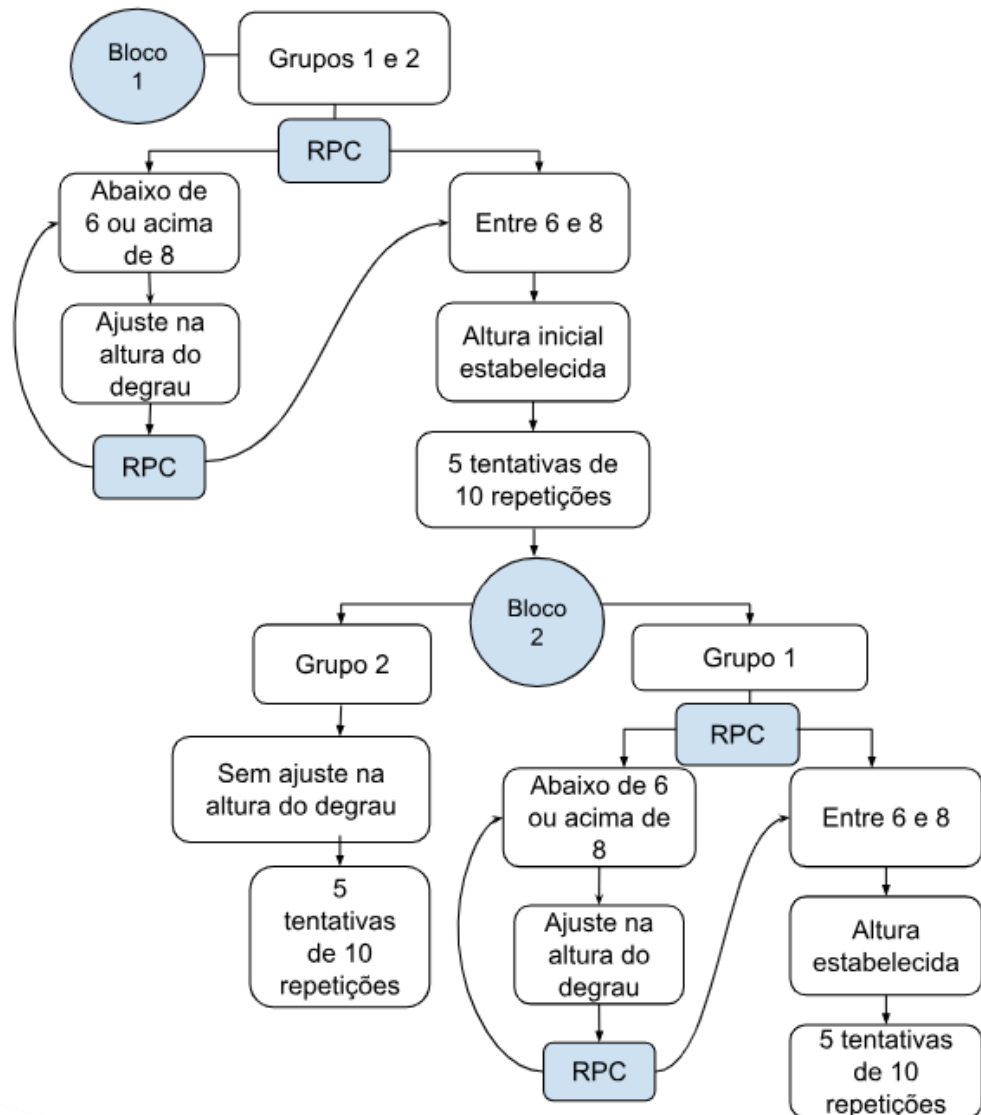 Bloco
1
Grupos 1 e 2
RPC
Abaixo de
6 ou acima
de 8
Entre 6 e 8
Ajuste na
altura do
degrau
Altura inicial
estabelecida
RPC
5 tentativas de
10 repetições
Bloco
2
Grupo 2
Grupo 1
RPC
Sem ajuste na
altura do degrau
Abaixo de 6
ou acima de
8
Entre 6 e 8
5
tentativas
de 10
repetições
Ajuste na
altura do
degrau
Altura
estabelecida
RPC
5 tentativas
de 10
repetições